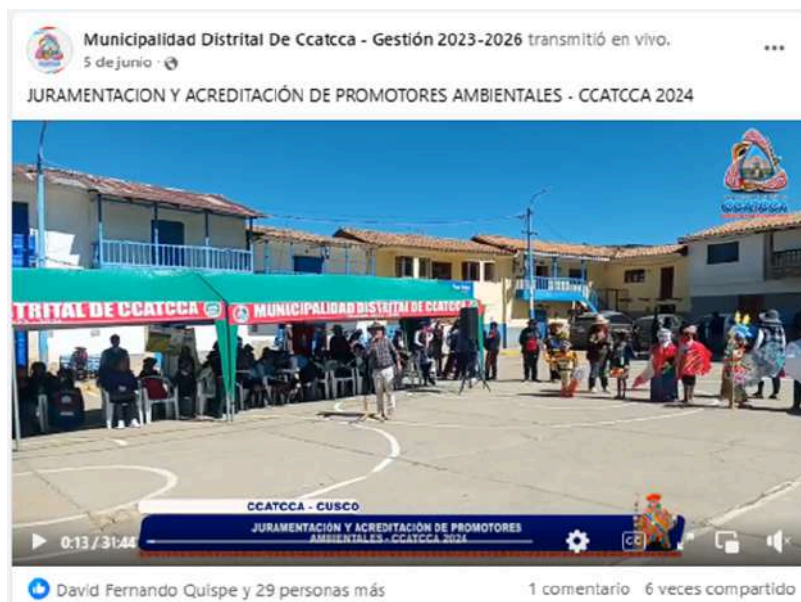 Municipalidad Distrital De Ccatcca - Gestión 2023-2026 transmitió en vivo.
5 de junio ·
JURAMENTACION Y ACREDITACIÓN DE PROMOTORES AMBIENTALES - CCATCCA 2024
CCATCCA
STRITAL DE CCATCCA
MUNICIPALIDAD DISTRITAL DE CCATCCA
CCATCCA - CUSCO
JURAMENTACIÓN Y ACREDITACIÓN DE PROMOTORES
AMBIENTALES - CCATCCA 2024
0:13 / 31:44
CC
David Fernando Quispe y 29 personas más
1 comentario 6 veces compartido